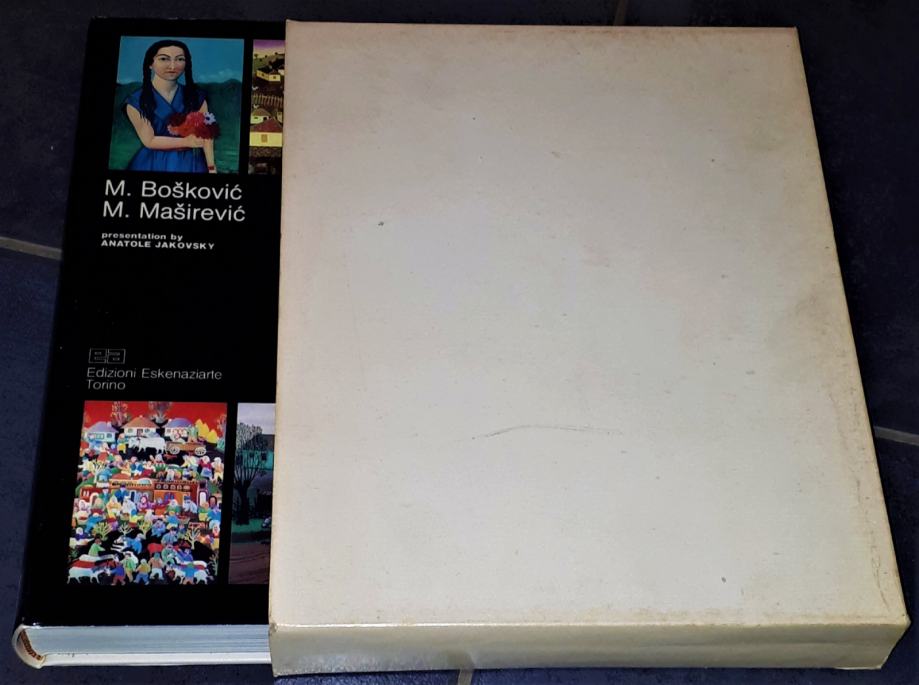 M. Bošković
M. Maširević
presentation by
ANATOLE JAKOVSKY
Edizioni Eskenaziarte
Torino